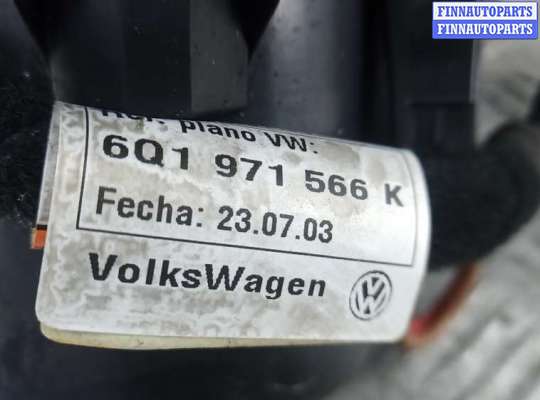 FINNAUTOPARTS
FINNAUTOPARTS
plano VW:
6Q1 971 566 K
Fecha: 23.07.03
VolksWagen